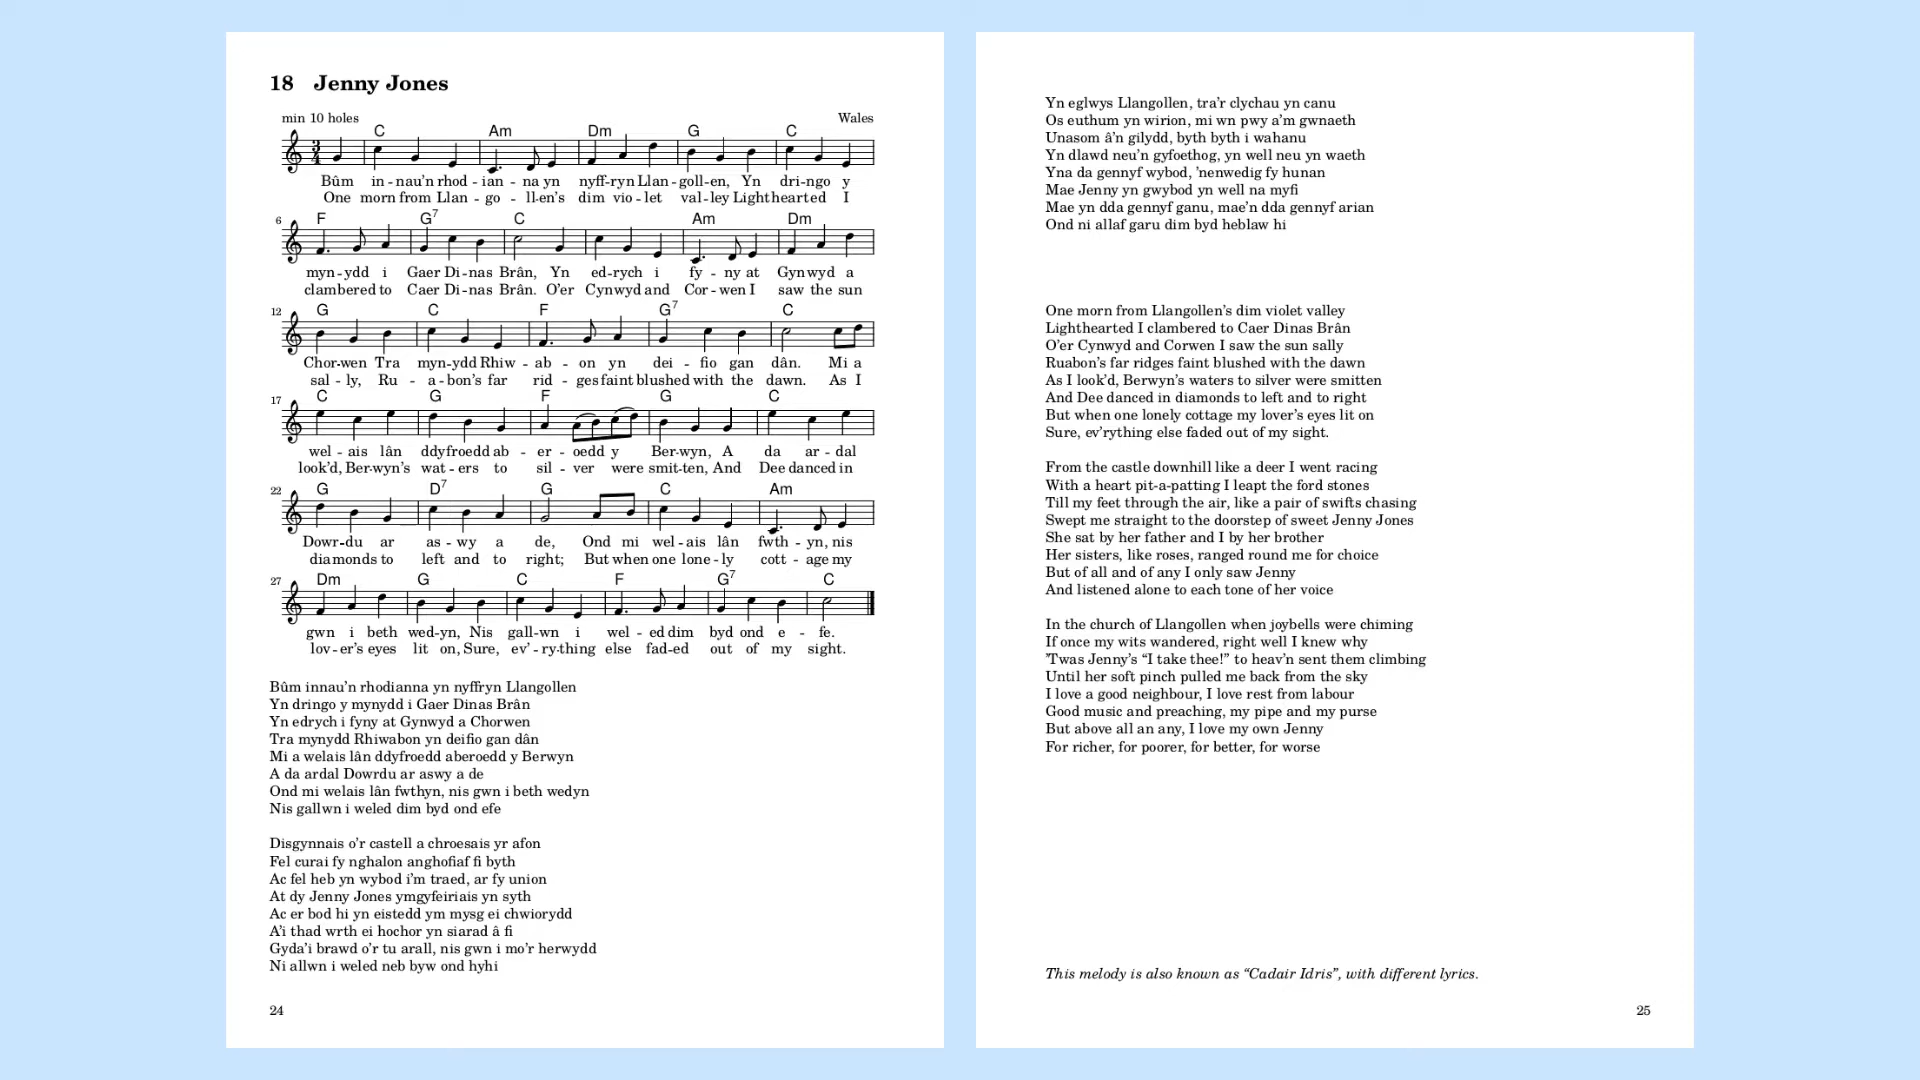 18 Jenny Jones
min 10 holes Wales
C Am Dm G C
Bûm in - nau’n rhod - ian - na yn nyff - ryn Llan - goll - en, Yn dri - ngo y
One morn from Llan - go - ll-en’s dim vio - let val - ley Light hearted I
6 F G7 C Am Dm
myn - ydd i Gaer Di - nas Brân, Yn ed - rych i fy - ny at Gynwyd a
clambered to Caer Di - nas Brân. O’er Cynwyd and Cor - wen I saw the sun
12 G C F G7 C
Chor-wen Tra myn-ydd Rhiw - ab - on yn dei - fio gan dân. Mi a
sal - ly, Ru - a - bon’s far rid - ges faint blushed with the dawn. As I
17 C G F G C
wel - ais lân ddyfroedd ab - er - oedd y Ber-wyn, A da ar - dal
look’d, Ber-wyn’s wat - ers to sil - ver were smit-ten, And Dee danced in
22 G D7 G C Am
Dowr-du ar as - wy a de, Ond mi wel - ais lân fwth - yn, nis
diamonds to left and to right; But when one lone - ly cott - age my
27 Dm G C F G7 C
gwn i beth wed-yn, Nis gall-wn i wel - ed dim byd ond e - fe.
lov - er’s eyes lit on, Sure, ev’ - ry-thing else fad-ed out of my sight.
Bûm innau’n rhodianna yn nyffryn Llangollen
Yn dringo y mynydd i Gaer Dinas Brân
Yn edrych i fyny at Gynwyd a Chorwen
Tra mynydd Rhiwabon yn deifio gan dân
Mi a welais lân ddyfroedd aberoedd y Berwyn
A da ardal Dowrdu ar aswy a de
Ond mi welais lân fwthyn, nis gwn i beth wedyn
Nis gallwn i weled dim byd ond efe
Disgynnais o’r castell a chroesais yr afon
Fel curai fy nghalon anghofiaf fi byth
Ac fel heb yn wybod i’m traed, ar fy union
At dy Jenny Jones ymgyfeiriais yn syth
Ac er bod hi yn eistedd ym mysg ei chwiorydd
A’i thad wrth ei hochor yn siarad â fi
Gyda’i brawd o’r tu arall, nis gwn i mo’r herwydd
Ni allwn i weled neb byw ond hyhi
24
Yn eglwys Llangollen, tra’r clychau yn canu
Os euthum yn wirion, mi wn pwy a’m gwnaeth
Unasom â’n gilydd, byth byth i wahanu
Yn dlawd neu’n gyfoethog, yn well neu yn waeth
Yna da gennyf wybod, ’nenwedig fy hunan
Mae Jenny yn gwybod yn well na myfi
Mae yn dda gennyf ganu, mae’n dda gennyf arian
Ond ni allaf garu dim byd heblaw hi
One morn from Llangollen’s dim violet valley
Lighthearted I clambered to Caer Dinas Brân
O’er Cynwyd and Corwen I saw the sun sally
Ruabon’s far ridges faint blushed with the dawn
As I look’d, Berwyn’s waters to silver were smitten
And Dee danced in diamonds to left and to right
But when one lonely cottage my lover’s eyes lit on
Sure, ev’rything else faded out of my sight.
From the castle downhill like a deer I went racing
With a heart pit-a-patting I leapt the ford stones
Till my feet through the air, like a pair of swifts chasing
Swept me straight to the doorstep of sweet Jenny Jones
She sat by her father and I by her brother
Her sisters, like roses, ranged round me for choice
But of all and of any I only saw Jenny
And listened alone to each tone of her voice
In the church of Llangollen when joybells were chiming
If once my wits wandered, right well I knew why
’Twas Jenny’s “I take thee!” to heav’n sent them climbing
Until her soft pinch pulled me back from the sky
I love a good neighbour, I love rest from labour
Good music and preaching, my pipe and my purse
But above all an any, I love my own Jenny
For richer, for poorer, for better, for worse
This melody is also known as “Cadair Idris”, with different lyrics.
25